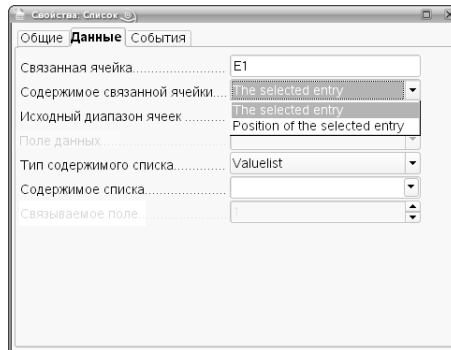 Свойства: Список
Общие Данные События
Связанная ячейка E1
Содержимое связанной ячейки The selected entry
The selected entry
Исходный диапазон ячеек
Position of the selected entry
Поле данных
Тип содержимого списка Valuelist
Содержимое списка
Связываемое поле 1